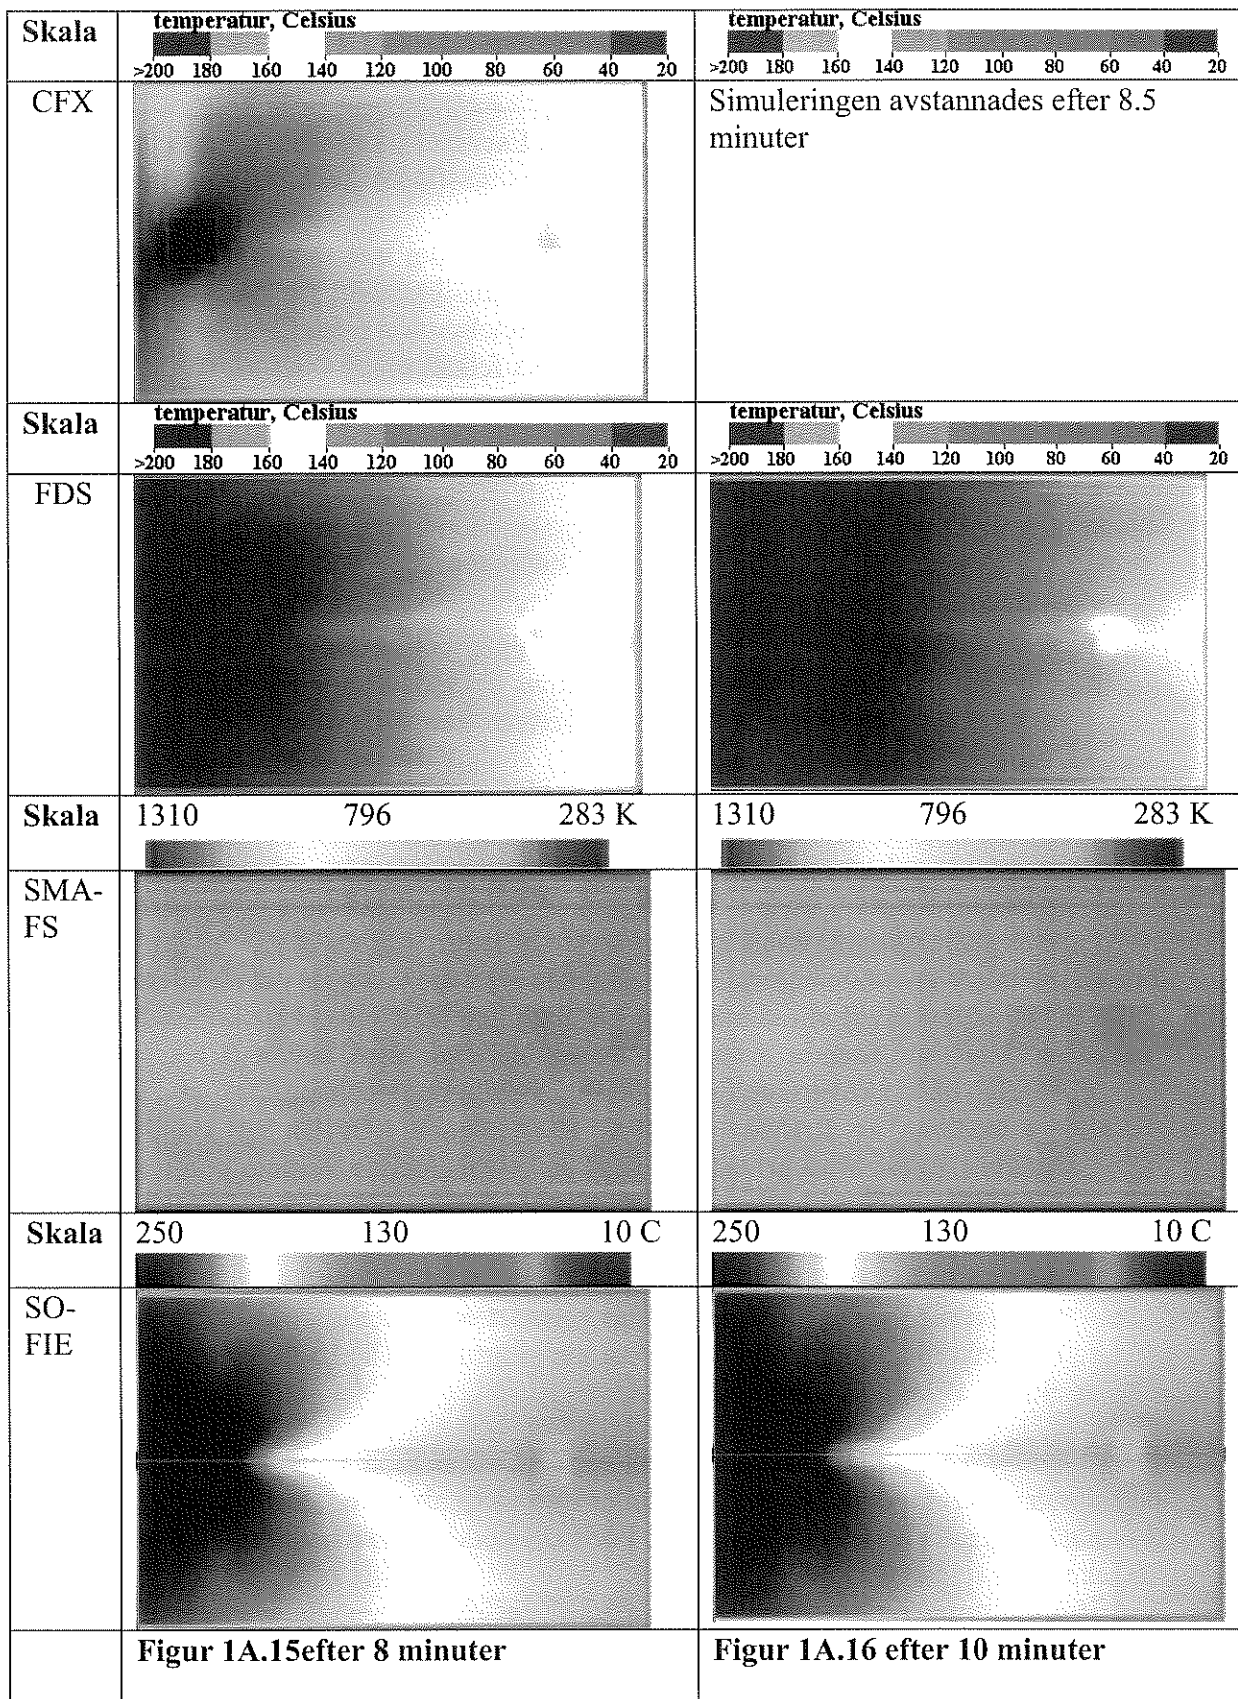 Skala
temperatur, Celsius
>200 180 160 140 120 100 80 60 40 20
temperatur, Celsius
>200 180 160 140 120 100 80 60 40 20
CFX
Simuleringen avstannades efter 8.5
minuter
Skala
temperatur, Celsius
>200 180 160 140 120 100 80 60 40 20
temperatur, Celsius
>200 180 160 140 120 100 80 60 40 20
FDS
Skala
1310 796 283 K
1310 796 283 K
SMA-
FS
Skala
250 130 10 C
250 130 10 C
SO-
FIE
Figur 1A.15efter 8 minuter
Figur 1A.16 efter 10 minuter